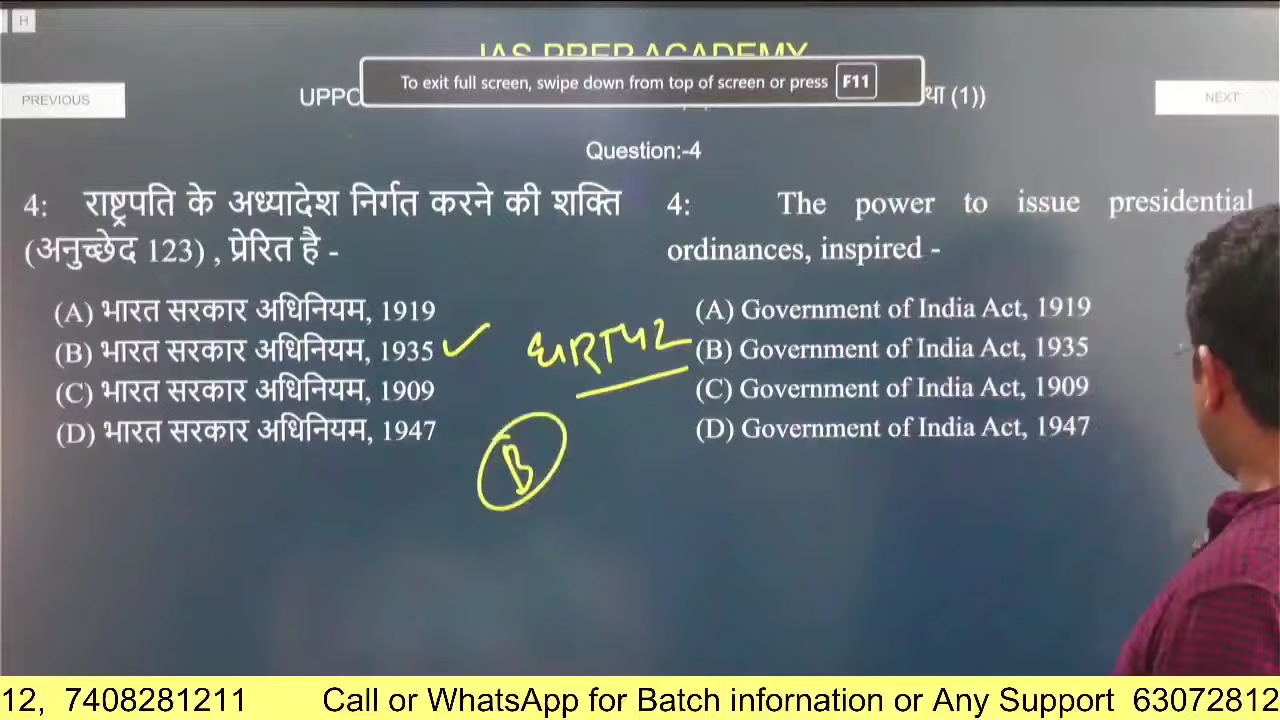 H
IAS PREP ACADEMY
To exit full screen, swipe down from top of screen or press F11
PREVIOUS
UPPC
(1))
NEXT
Question:-4
4: राष्ट्रपति के अध्यादेश निर्गत करने की शक्ति
(अनुच्छेद 123) , प्रेरित है -
(A) भारत सरकार अधिनियम, 1919
(B) भारत सरकार अधिनियम, 1935
(C) भारत सरकार अधिनियम, 1909
(D) भारत सरकार अधिनियम, 1947
B
4: The power to issue presidential
ordinances, inspired -
(A) Government of India Act, 1919
(B) Government of India Act, 1935
(C) Government of India Act, 1909
(D) Government of India Act, 1947
12, 7408281211 Call or WhatsApp for Batch infornation or Any Support 63072812